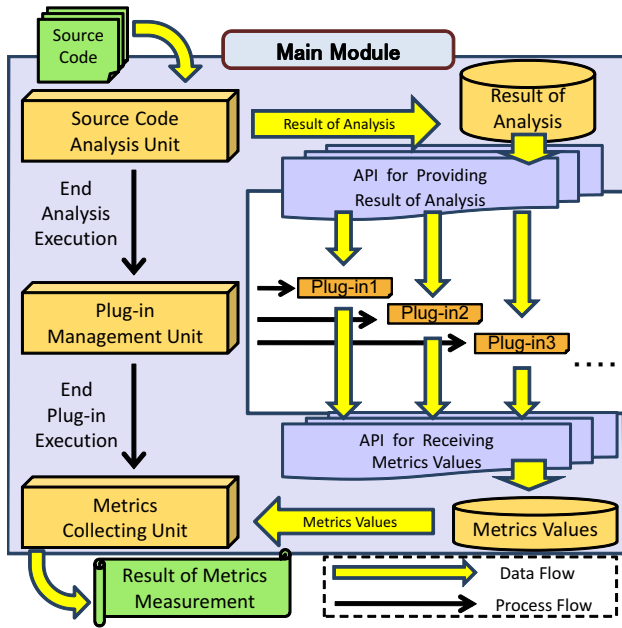 Source
Code
Main Module
Source Code
Analysis Unit
Result of Analysis
Result of
Analysis
API for Providing
Result of Analysis
End
Analysis
Execution
Plug-in1
Plug-in2
Plug-in3
.....
Plug-in
Management Unit
End
Plug-in
Execution
API for Receiving
Metrics Values
Metrics
Collecting Unit
Metrics Values
Metrics Values
Result of Metrics
Measurement
Data Flow
Process Flow